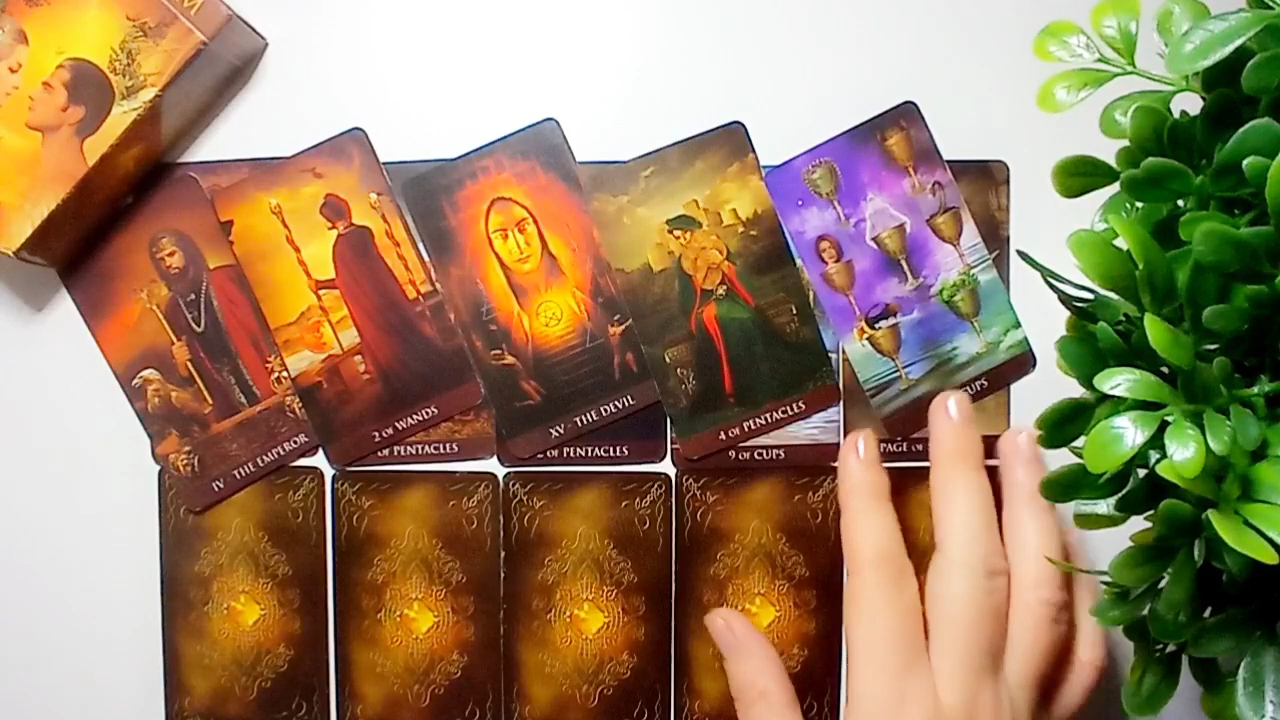 IV THE EMPEROR
2 OF WANDS
XV - THE DEVIL
4 OF PENTACLES
CUPS
OF PENTACLES
OF PENTACLES
9 OF CUPS
PAGE OF